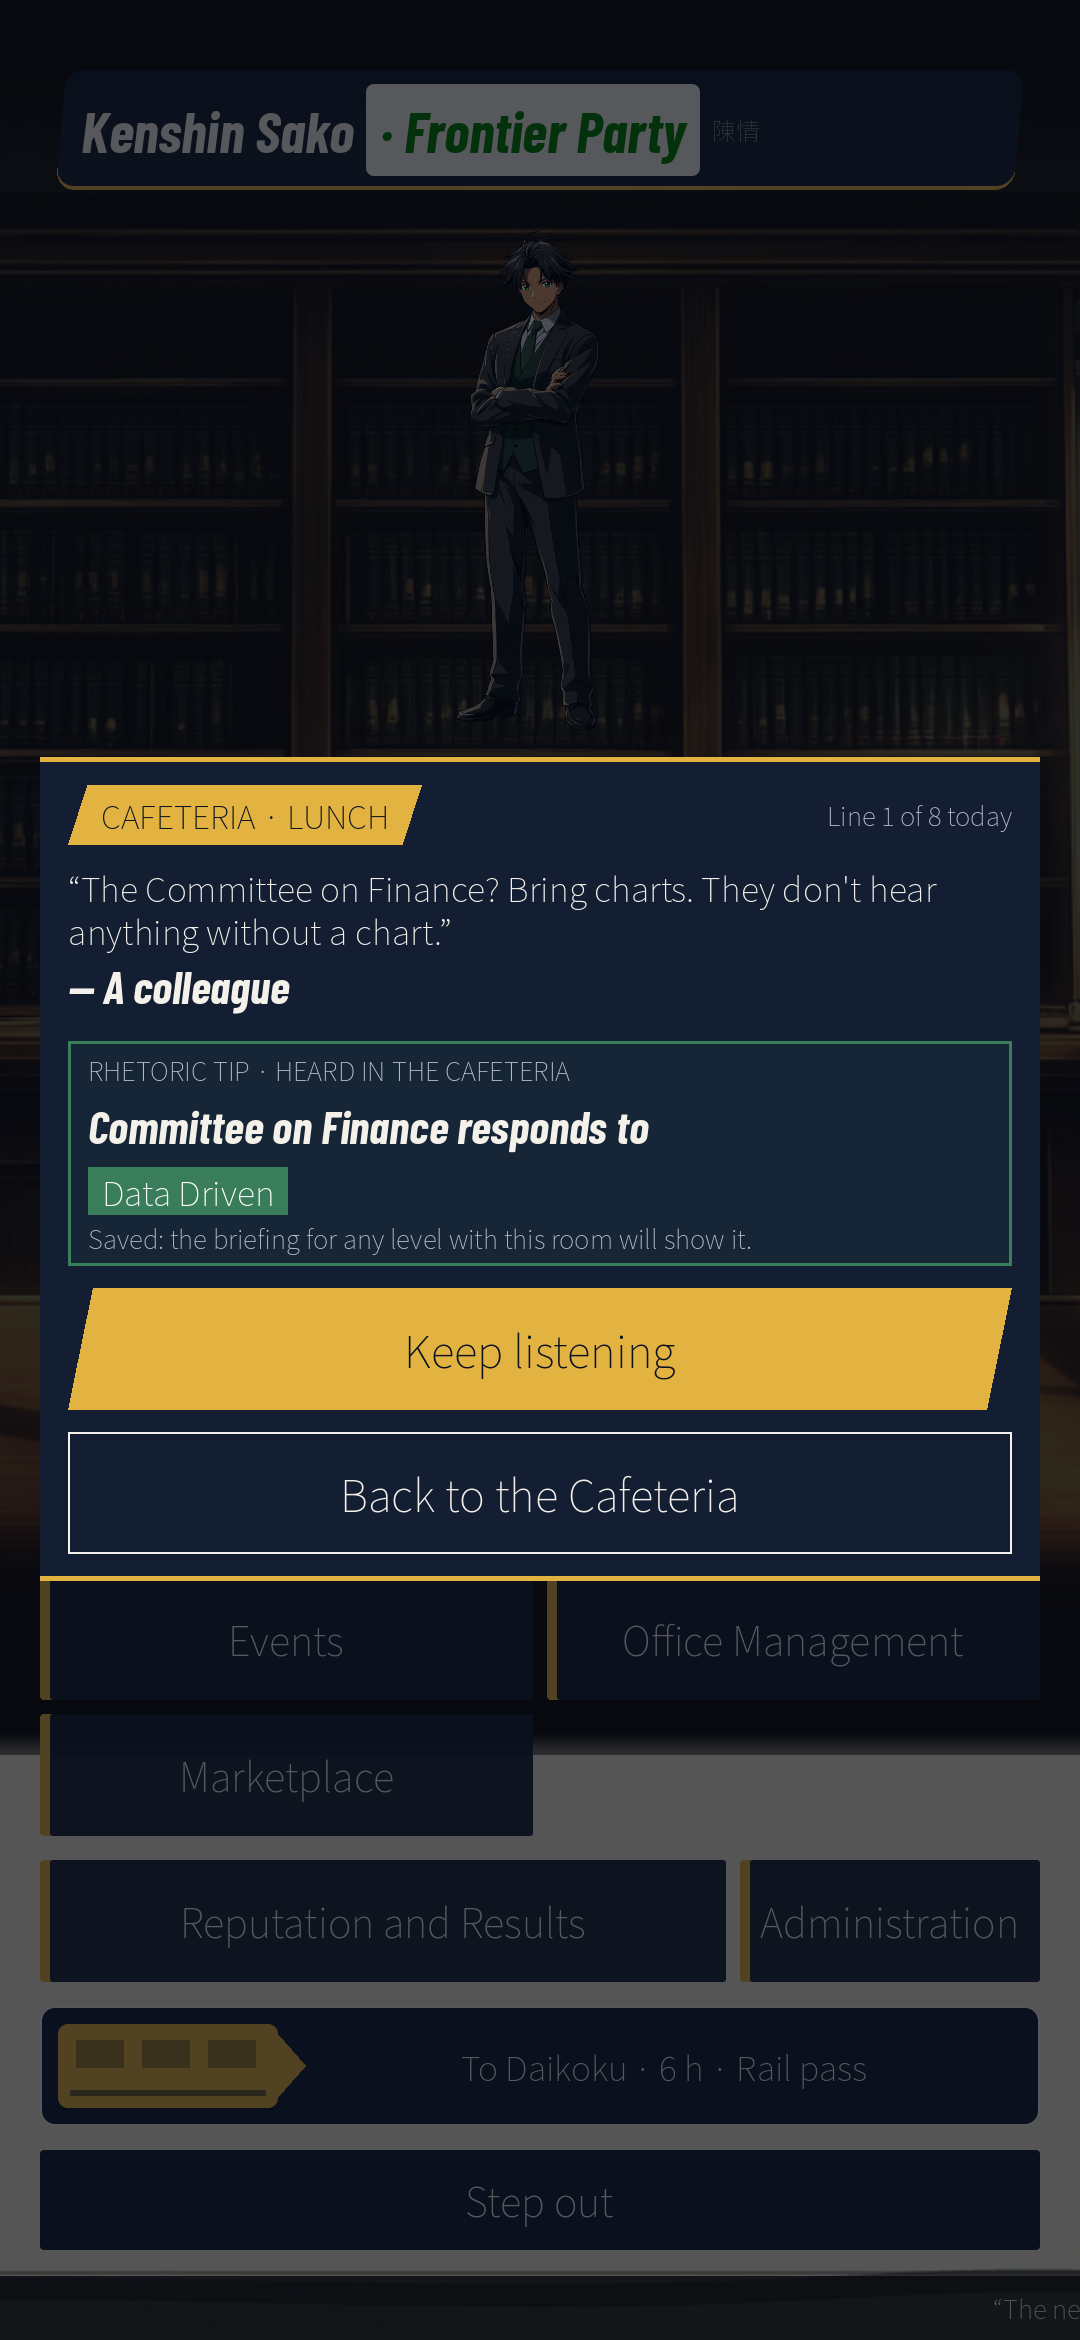 Kenshin Sako · Frontier Party 陳情
CAFETERIA · LUNCH
Line 1 of 8 today
“The Committee on Finance? Bring charts. They don't hear
anything without a chart.”
— A colleague
RHETORIC TIP · HEARD IN THE CAFETERIA
Committee on Finance responds to
Data Driven
Saved: the briefing for any level with this room will show it.
Keep listening
Back to the Cafeteria
Events
Office Management
Marketplace
Reputation and Results
Administration
To Daikoku · 6 h · Rail pass
Step out
“The ne